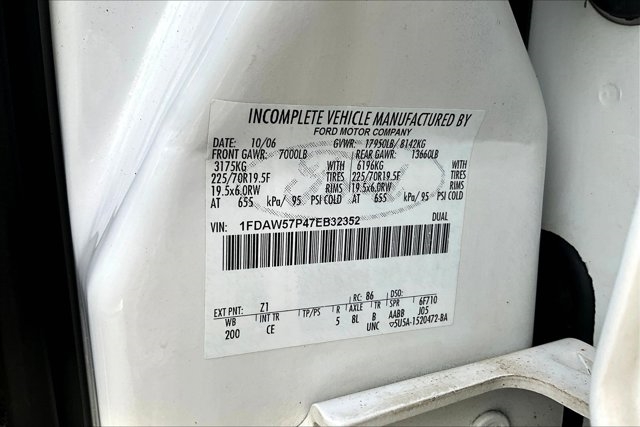 INCOMPLETE VEHICLE MANUFACTURED BY
FORD MOTOR COMPANY
DATE: 10/06 GVWR: 17950LB/ 8142KG
FRONT GAWR: 7000LB REAR GAWR: 13660LB
3175KG WITH 6196KG WITH
225/70R19.5F TIRES 225/70R19.5F TIRES
19.5x6.0RW RIMS 19.5x6.0RW RIMS
AT 655 kPa/ 95 PSI COLD AT 655 kPa/ 95 PSI COLD
VIN: 1FDAW57P47EB32352 DUAL
EXT PNT: Z1 RC: 86 DSO:
WB INT TR TP/PS R AXLE TR SPR 6F710
200 CE 5 8L B AABB J05
UNC ▽5U5A-1520472-BA